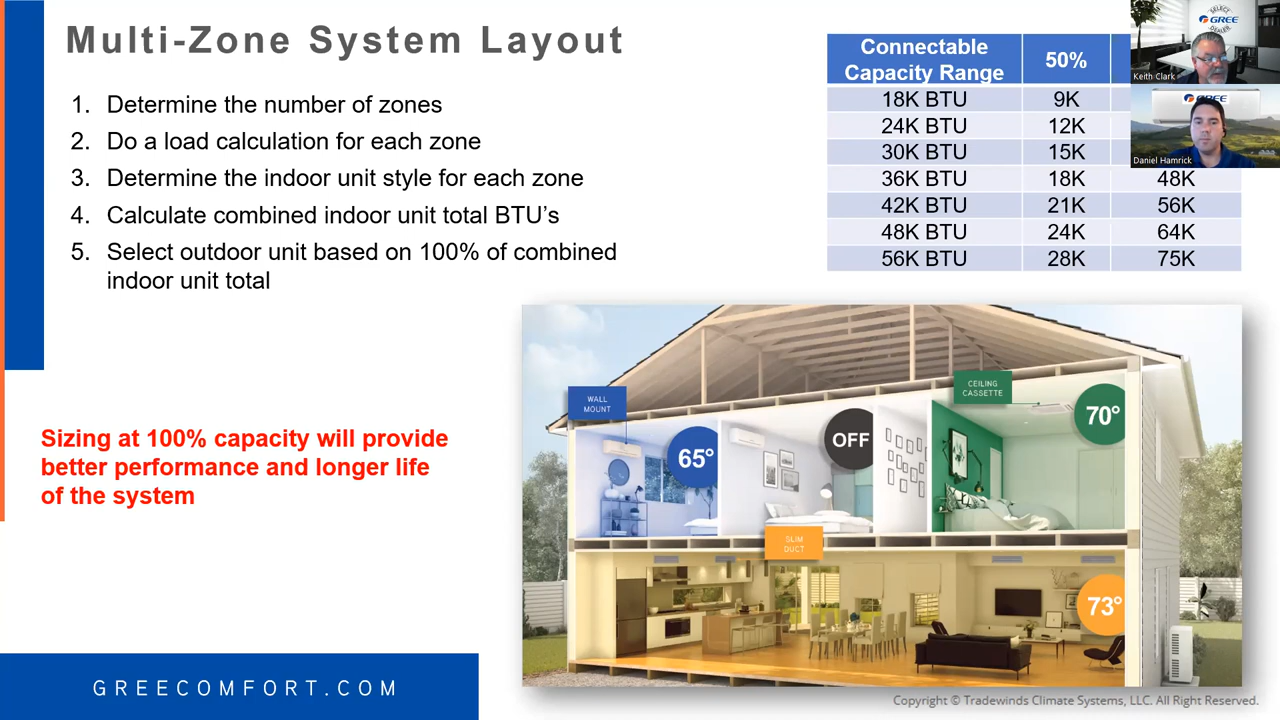 Multi-Zone System Layout
1. Determine the number of zones
2. Do a load calculation for each zone
3. Determine the indoor unit style for each zone
4. Calculate combined indoor unit total BTU's
5. Select outdoor unit based on 100% of combined
indoor unit total
Sizing at 100% capacity will provide
better performance and longer life
of the system
GREECOMFORT.COM
Connectable
Capacity Range
50%
18K BTU 9K
24K BTU 12K
30K BTU 15K
36K BTU 18K 48K
42K BTU 21K 56K
48K BTU 24K 64K
56K BTU 28K 75K
SELECT
GREE
DEALER
Keith Clark
GREE
Daniel Hamrick
WALL
MOUNT
65°
OFF
CEILING
CASSETTE
70°
SLIM
DUCT
73°
Copyright © Tradewinds Climate Systems, LLC. All Right Reserved.